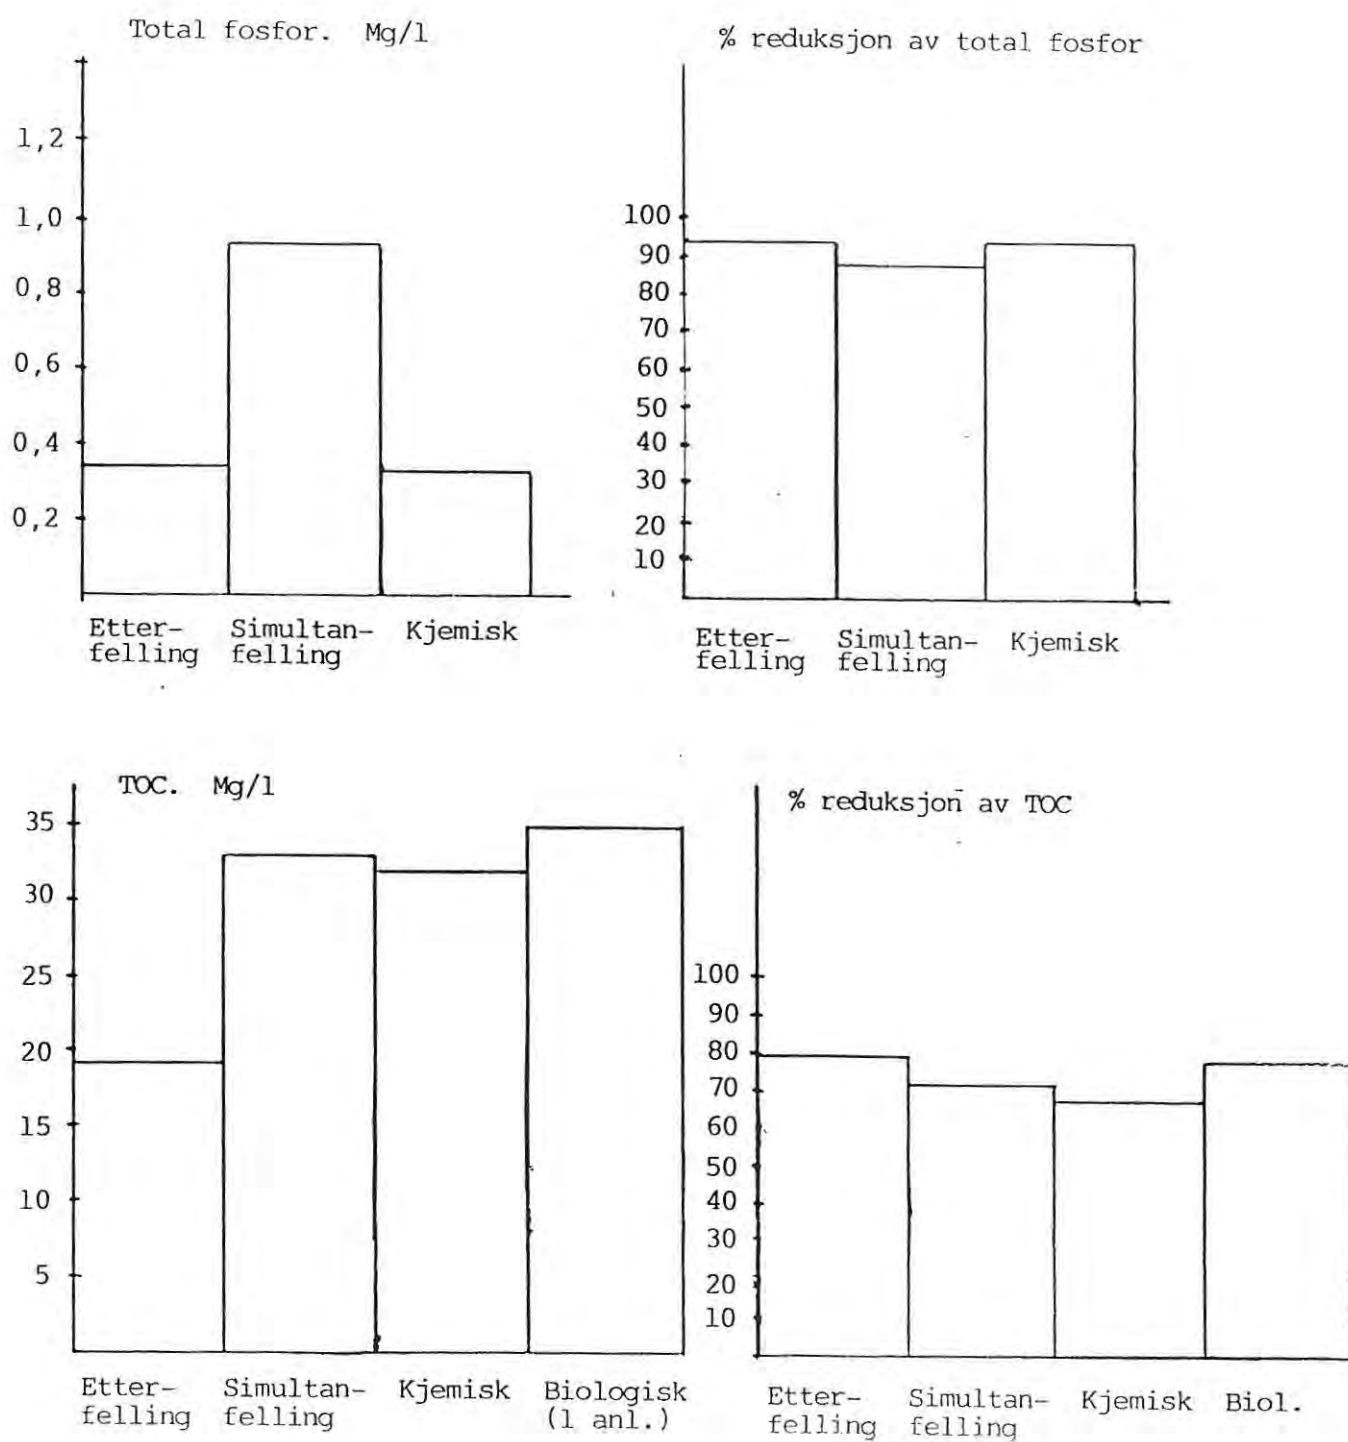 Total fosfor. Mg/l
1,2
1,0
0,8
0,6
0,4
0,2
Etter-
felling
Simultan-
felling
Kjemisk
% reduksjon av total fosfor
100
90
80
70
60
50
40
30
20
10
Etter-
felling
Simultan-
felling
Kjemisk
TOC. Mg/l
35
30
25
20
15
10
5
Etter-
felling
Simultan-
felling
Kjemisk
Biologisk
(1 anl.)
% reduksjon av TOC
100
90
80
70
60
50
40
30
20
10
Etter-
felling
Simultan-
felling
Kjemisk
Biol.